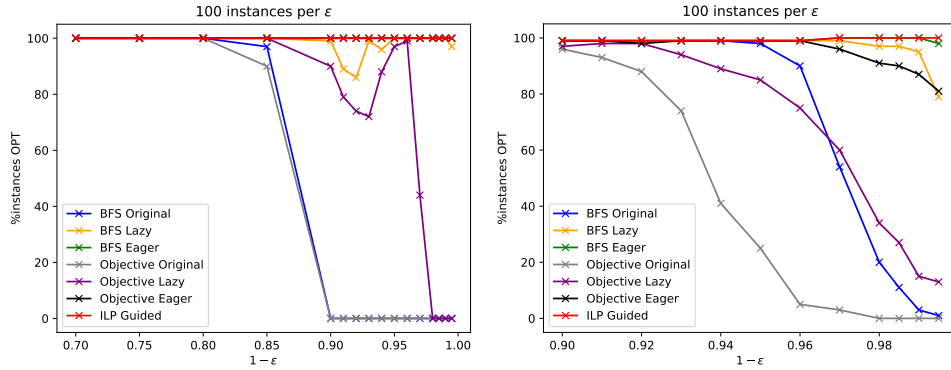 100 instances per ε
%instances OPT
100
80
60
40
20
0
BFS Original
BFS Lazy
BFS Eager
Objective Original
Objective Lazy
Objective Eager
ILP Guided
0.70 0.75 0.80 0.85 0.90 0.95 1.00
1 − ε
100 instances per ε
%instances OPT
100
80
60
40
20
0
BFS Original
BFS Lazy
BFS Eager
Objective Original
Objective Lazy
Objective Eager
ILP Guided
0.90 0.92 0.94 0.96 0.98
1 − ε